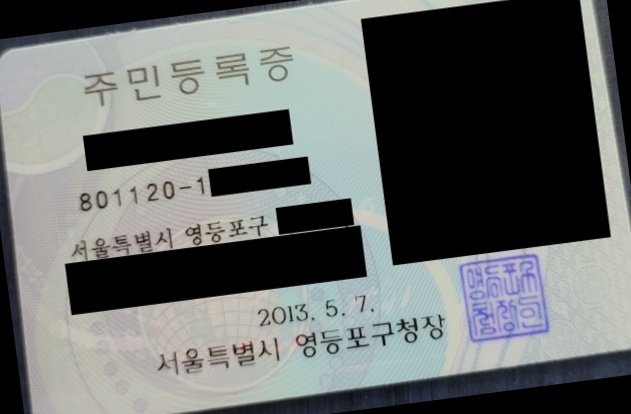 주민등록증
801120-1
서울특별시 영등포구
2013. 5. 7.
서울특별시 영등포구청장